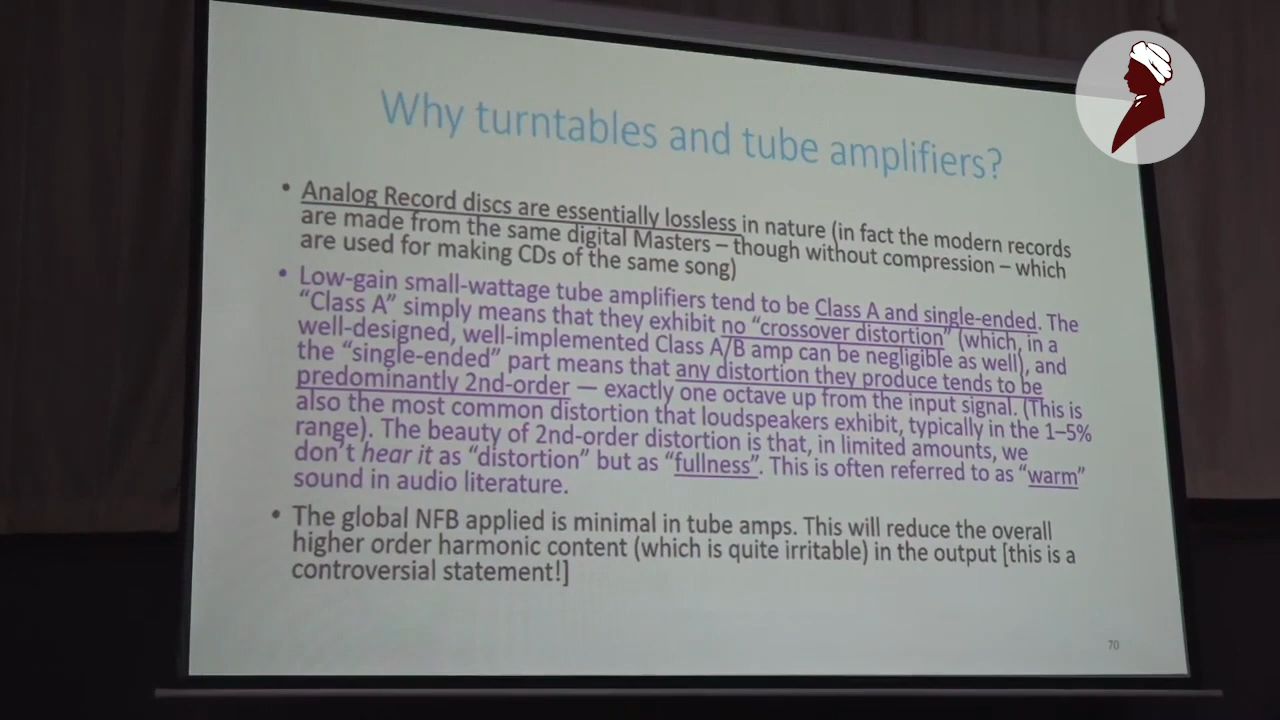 Why turntables and tube amplifiers?
• Analog Record discs are essentially lossless in nature (in fact the modern records
are made from the same digital Masters – though without compression – which
are used for making CDs of the same song)
• Low-gain small-wattage tube amplifiers tend to be Class A and single-ended. The
“Class A” simply means that they exhibit no “crossover distortion” (which, in a
well-designed, well-implemented Class A/B amp can be negligible as well), and
the “single-ended” part means that any distortion they produce tends to be
predominantly 2nd-order — exactly one octave up from the input signal. (This is
also the most common distortion that loudspeakers exhibit, typically in the 1–5%
range). The beauty of 2nd-order distortion is that, in limited amounts, we
don’t hear it as “distortion” but as “fullness”. This is often referred to as “warm”
sound in audio literature.
• The global NFB applied is minimal in tube amps. This will reduce the overall
higher order harmonic content (which is quite irritable) in the output [this is a
controversial statement!]
70